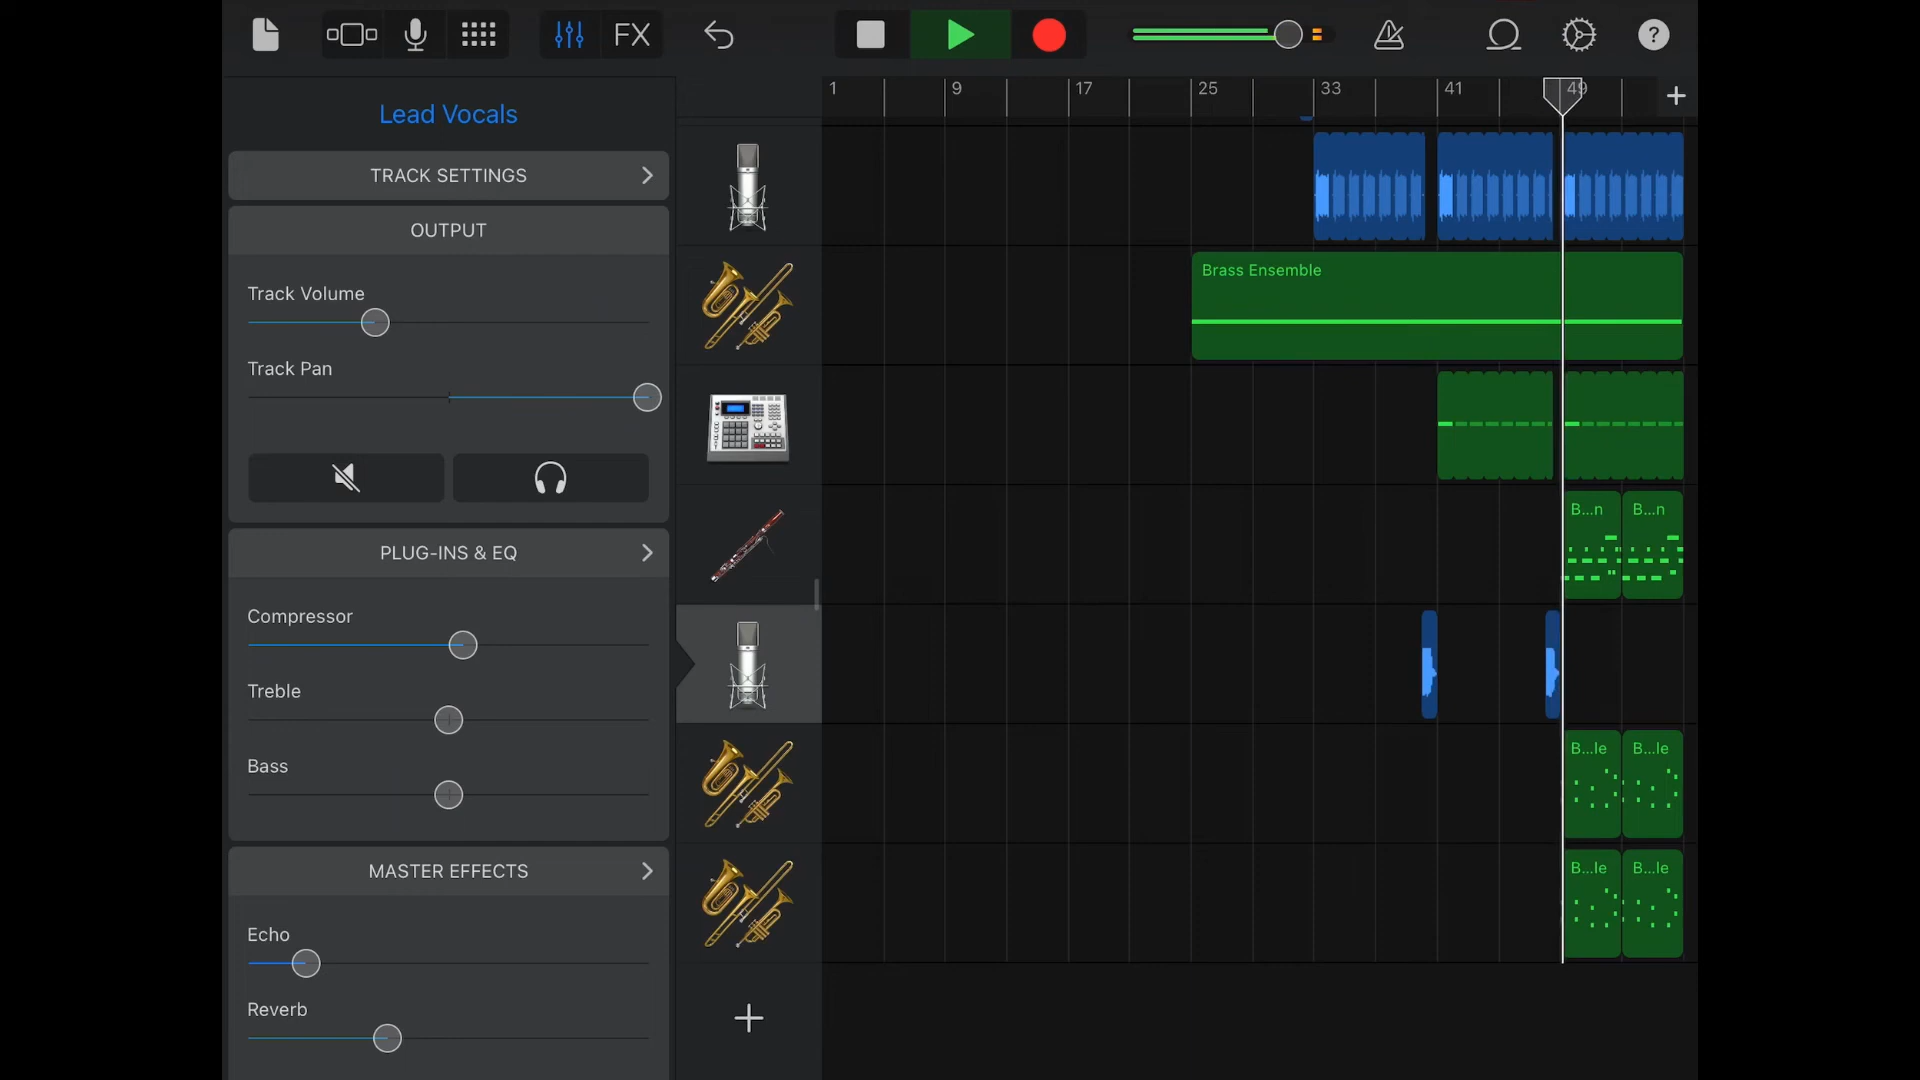 FX
?
Lead Vocals
1
9
17
25
33
41
49
TRACK SETTINGS
OUTPUT
Track Volume
Track Pan
PLUG-INS & EQ
Compressor
Treble
Bass
MASTER EFFECTS
Echo
Reverb
Brass Ensemble
B...n
B...n
B...le
B...le
B...le
B...le